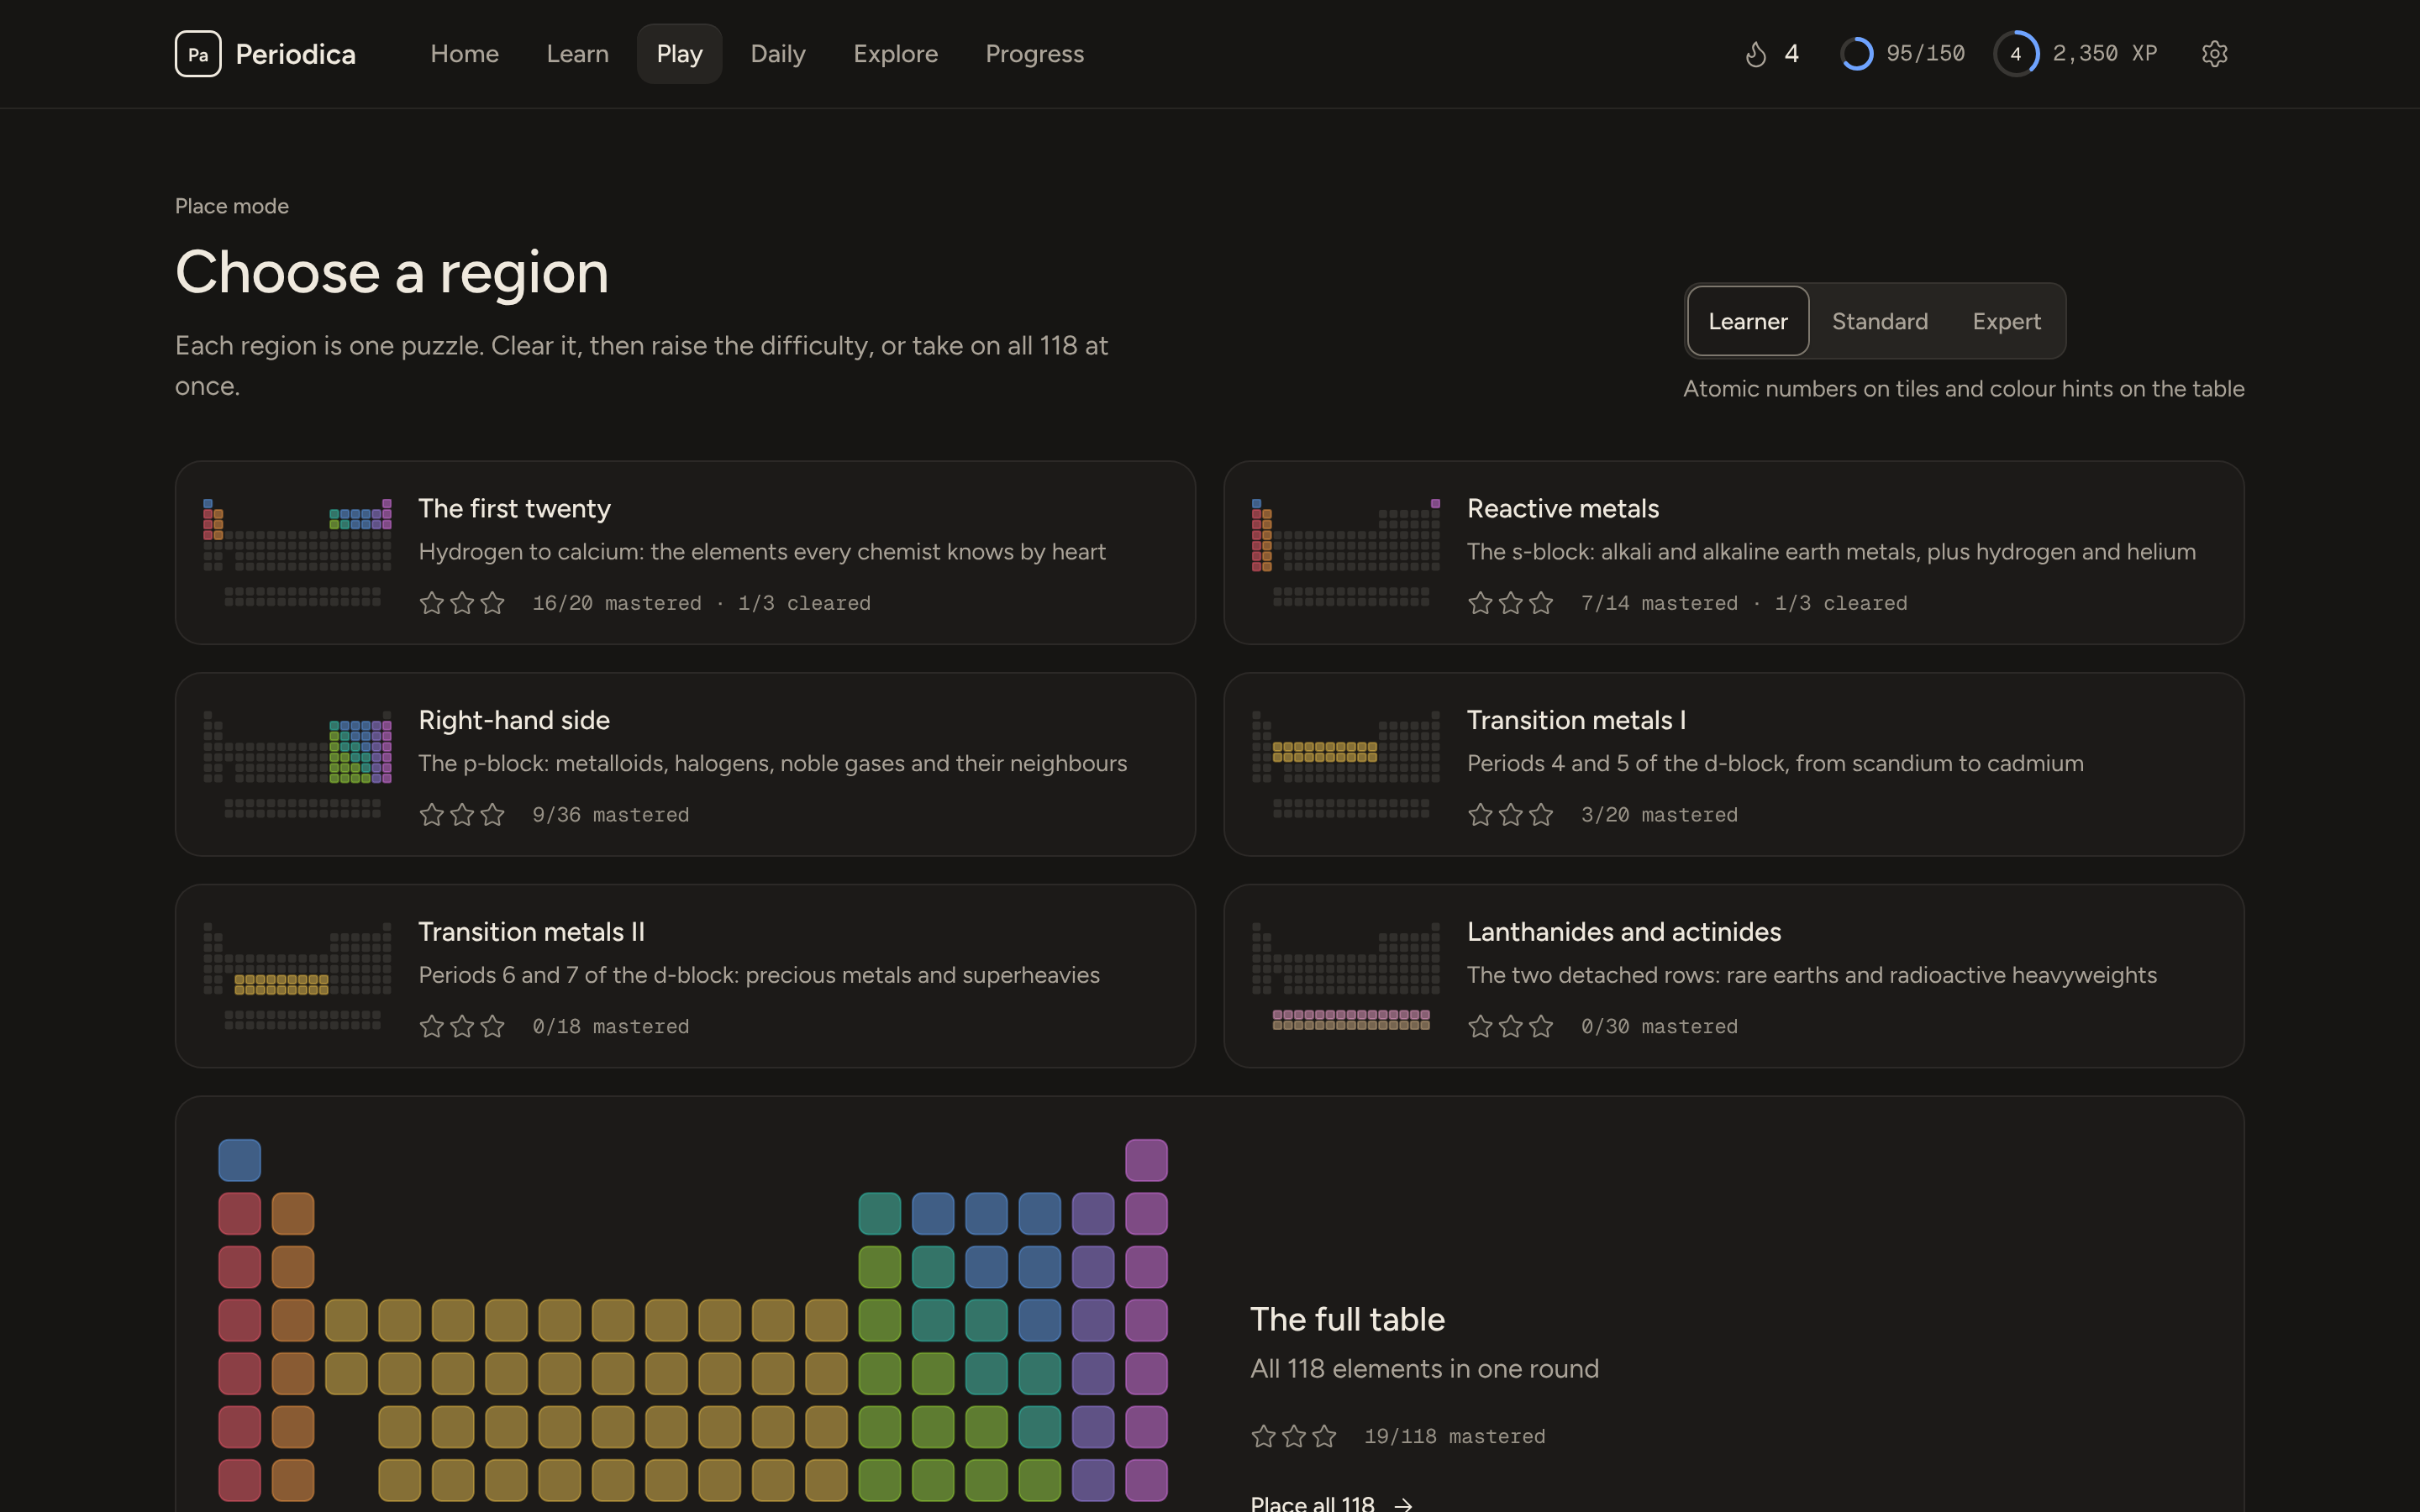 Pa Periodica Home Learn Play Daily Explore Progress 4 95/150 4 2,350 XP
Place mode
Choose a region
Each region is one puzzle. Clear it, then raise the difficulty, or take on all 118 at
once.
Learner Standard Expert
Atomic numbers on tiles and colour hints on the table
The first twenty
Hydrogen to calcium: the elements every chemist knows by heart
16/20 mastered · 1/3 cleared
Reactive metals
The s-block: alkali and alkaline earth metals, plus hydrogen and helium
7/14 mastered · 1/3 cleared
Right-hand side
The p-block: metalloids, halogens, noble gases and their neighbours
9/36 mastered
Transition metals I
Periods 4 and 5 of the d-block, from scandium to cadmium
3/20 mastered
Transition metals II
Periods 6 and 7 of the d-block: precious metals and superheavies
0/18 mastered
Lanthanides and actinides
The two detached rows: rare earths and radioactive heavyweights
0/30 mastered
The full table
All 118 elements in one round
19/118 mastered
Place all 118 →